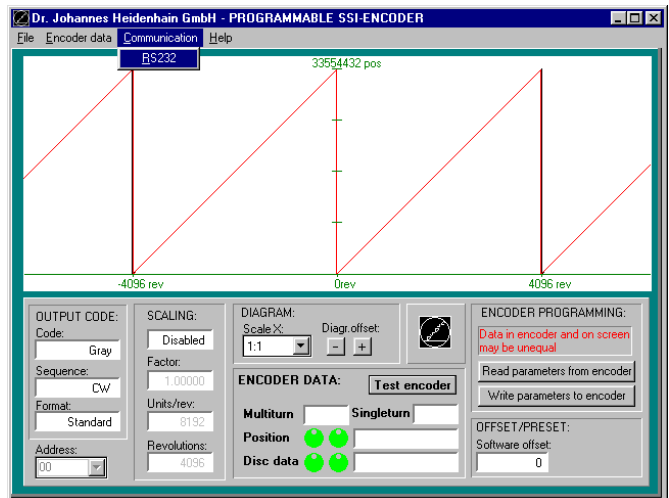 Dr. Johannes Heidenhain GmbH - PROGRAMMABLE SSI-ENCODER
File Encoder data Communication Help
RS232
33554432 pos
-4096 rev 0rev 4096 rev
OUTPUT CODE:
Code:
Gray
Sequence:
CW
Format:
Standard
Address:
00
SCALING:
Disabled
Factor:
1.00000
Units/rev:
8192
Revolutions:
4096
DIAGRAM:
Scale X: Diagr.offset:
1:1 - +
ENCODER DATA: Test encoder
Multiturn Singleturn
Position
Disc data
ENCODER PROGRAMMING:
Data in encoder and on screen
may be unequal
Read parameters from encoder
Write parameters to encoder
OFFSET/PRESET:
Software offset:
0